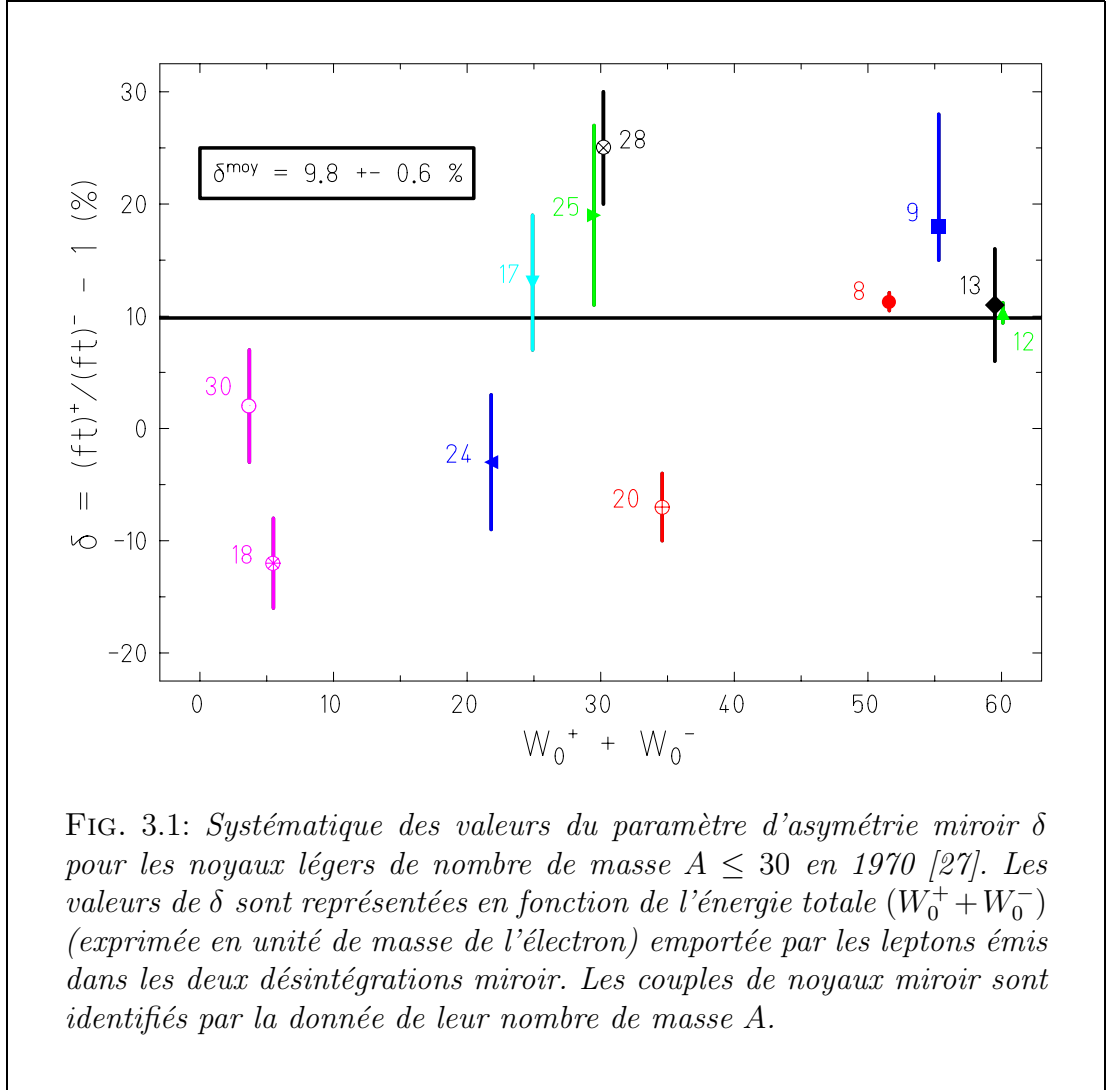 30
20
10
0
-10
-20
δ = (ft)⁺/(ft)⁻ - 1 (%)
δᵐᵒʸ = 9.8 +- 0.6 %
28
25
9
17
8
13
12
30
24
20
18
0 10 20 30 40 50 60
W₀⁺ + W₀⁻
FIG. 3.1: Systématique des valeurs du paramètre d'asymétrie miroir δ
pour les noyaux légers de nombre de masse A ≤ 30 en 1970 [27]. Les
valeurs de δ sont représentées en fonction de l'énergie totale (W₀⁺ + W₀⁻)
(exprimée en unité de masse de l'électron) emportée par les leptons émis
dans les deux désintégrations miroir. Les couples de noyaux miroir sont
identifiés par la donnée de leur nombre de masse A.